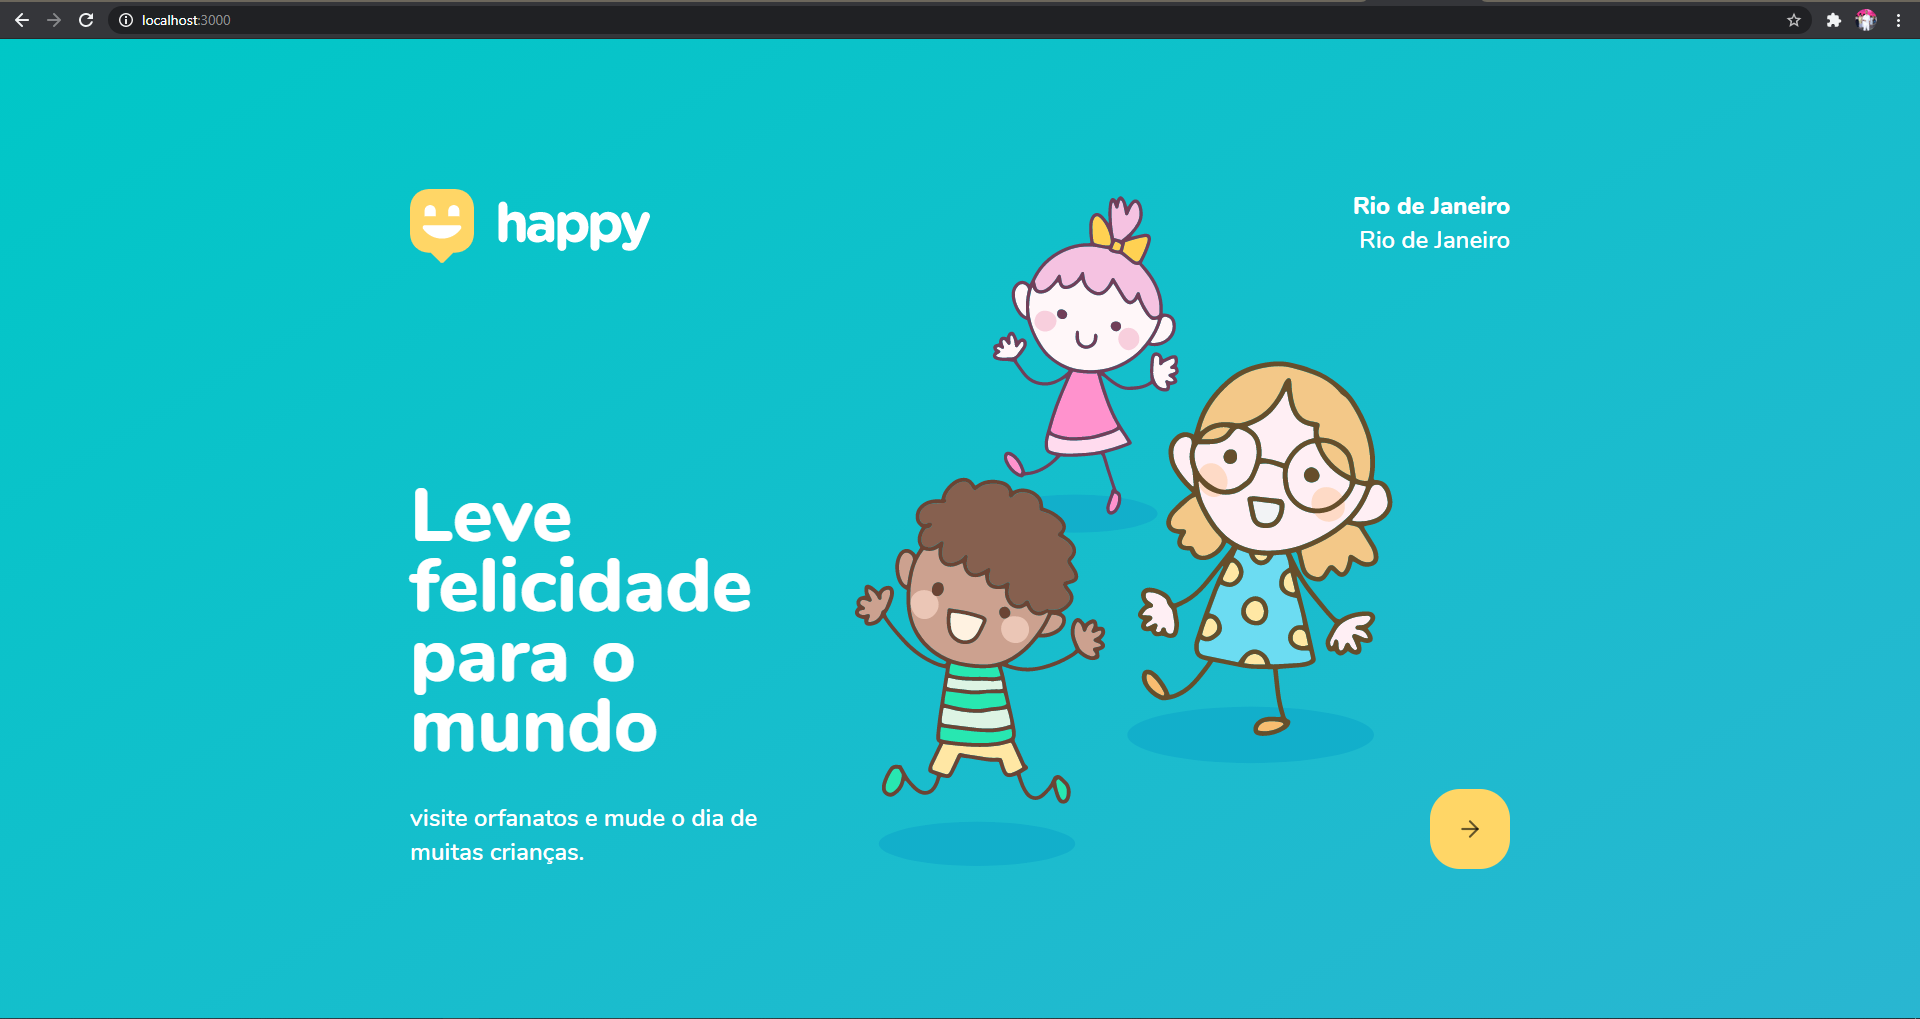 localhost:3000
happy
Rio de Janeiro
Rio de Janeiro
Leve
felicidade
para o
mundo
visite orfanatos e mude o dia de
muitas crianças.